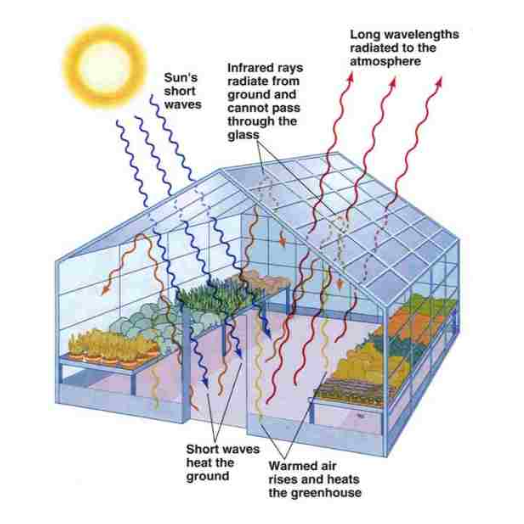 Sun's
short
waves
Infrared rays
radiate from
ground and
cannot pass
through the
glass
Long wavelengths
radiated to the
atmosphere
Short waves
heat the
ground
Warmed air
rises and heats
the greenhouse